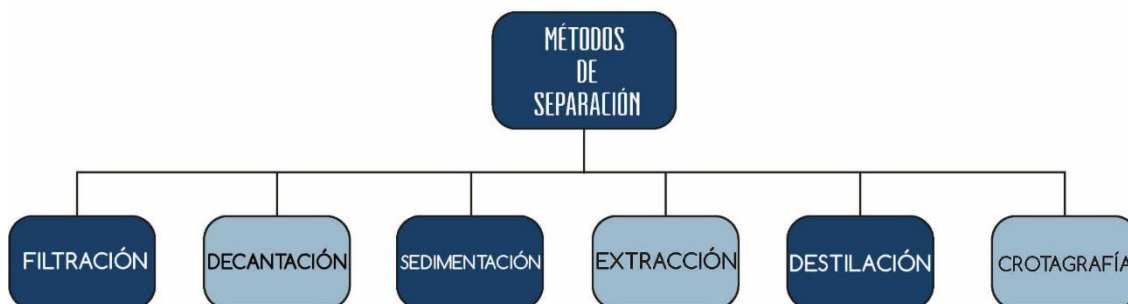 MÉTODOS
DE
SEPARACIÓN
FILTRACIÓN
DECANTACIÓN
SEDIMENTACIÓN
EXTRACCIÓN
DESTILACIÓN
CROTAGRAFÍA